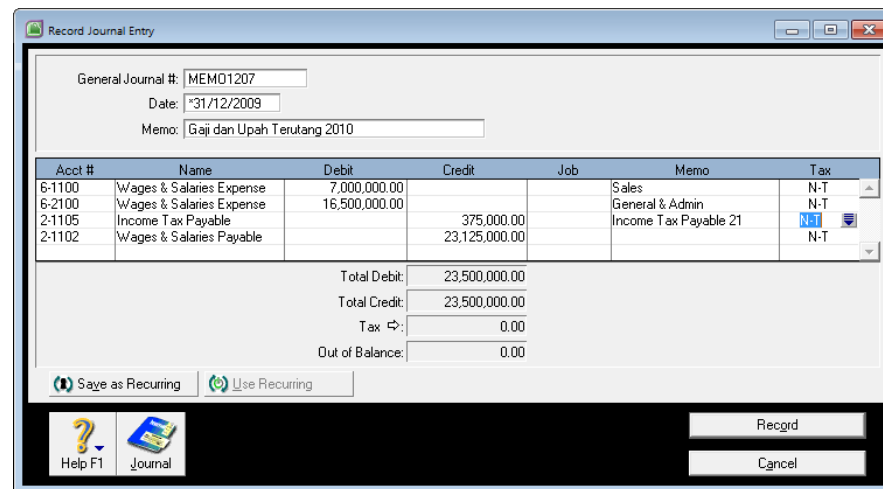 Record Journal Entry
General Journal #: MEMO1207
Date: *31/12/2009
Memo: Gaji dan Upah Terutang 2010
Acct # Name Debit Credit Job Memo Tax
6-1100 Wages & Salaries Expense 7,000,000.00 Sales N-T
6-2100 Wages & Salaries Expense 16,500,000.00 General & Admin N-T
2-1105 Income Tax Payable 375,000.00 Income Tax Payable 21 N-T
2-1102 Wages & Salaries Payable 23,125,000.00 N-T
Total Debit: 23,500,000.00
Total Credit: 23,500,000.00
Tax ⇨: 0.00
Out of Balance: 0.00
Save as Recurring Use Recurring
Help F1 Journal
Record
Cancel